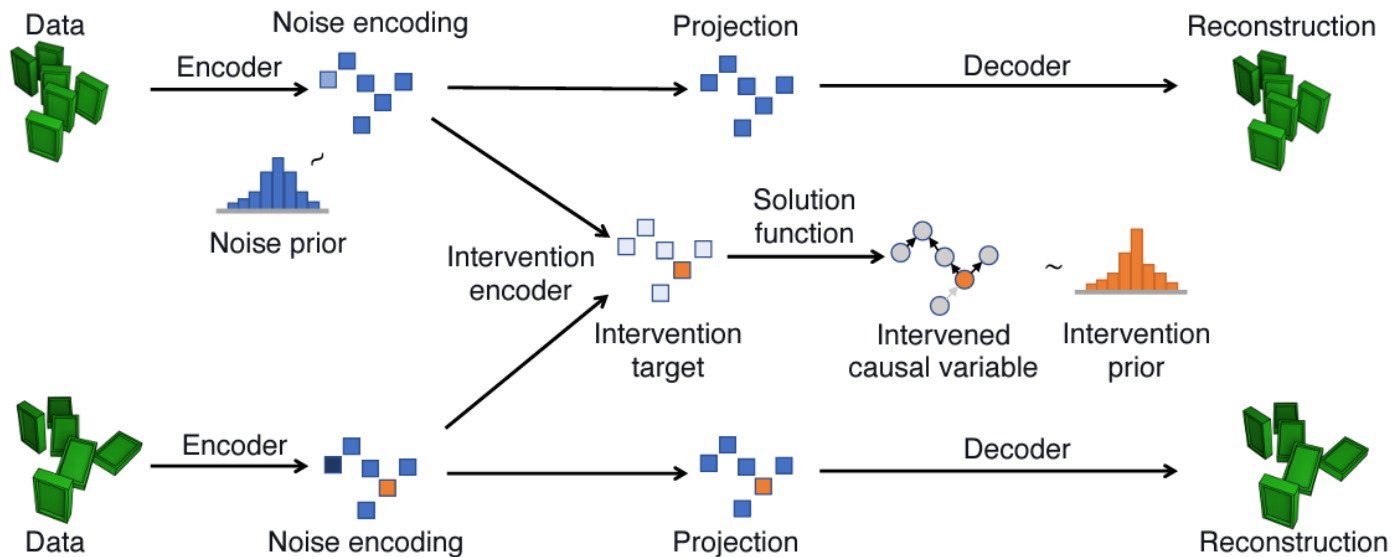 Data
Noise encoding
Projection
Reconstruction
Encoder
Decoder
~
Noise prior
Intervention
encoder
Solution
function
~
Intervention
target
Intervened
causal variable
Intervention
prior
Encoder
Decoder
Data
Noise encoding
Projection
Reconstruction